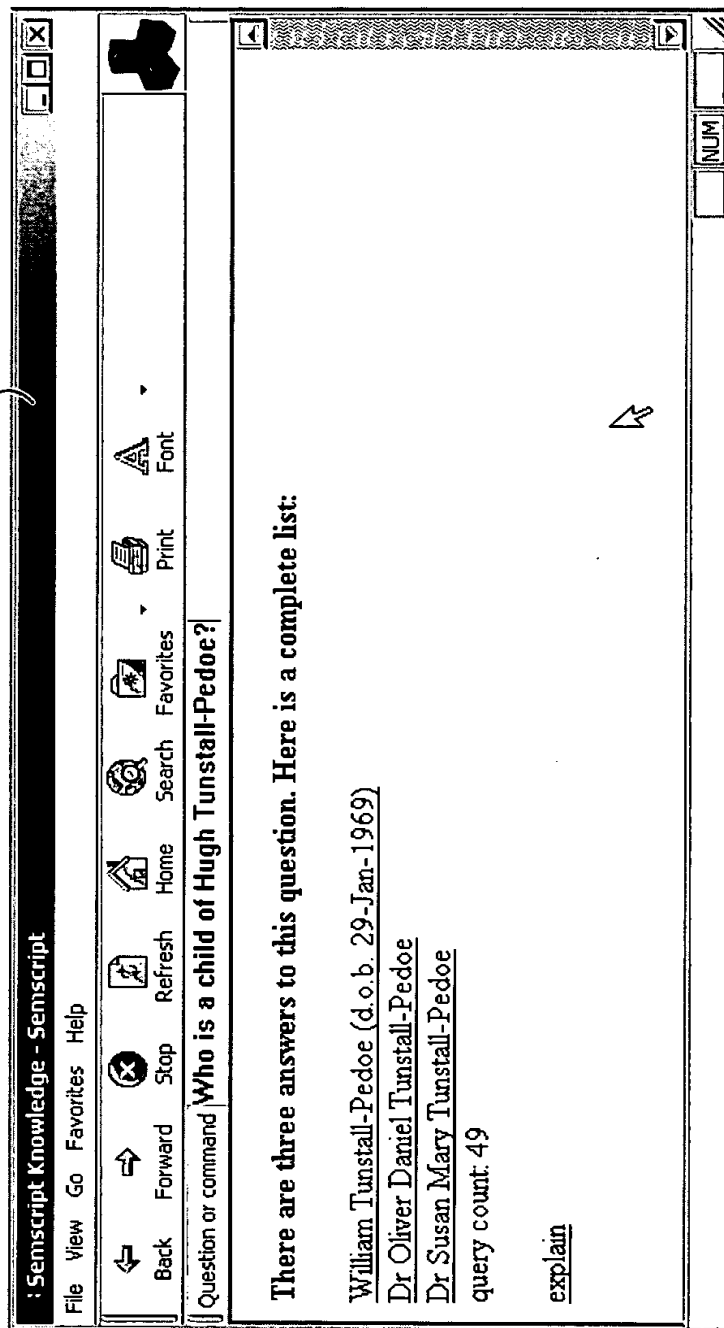 : Semscript Knowledge - Semscript
File View Go Favorites Help
Back Forward Stop Refresh Home Search Favorites Print Font
Question or command Who is a child of Hugh Tunstall-Pedoe?
There are three answers to this question. Here is a complete list:
William Tunstall-Pedoe (d.o.b. 29-Jan-1969)
Dr Oliver Daniel Tunstall-Pedoe
Dr Susan Mary Tunstall-Pedoe
query count: 49
explain
NUM